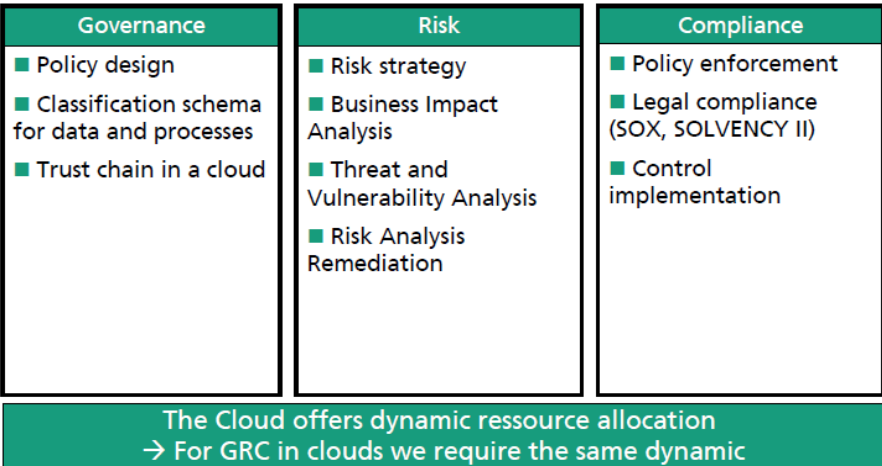 Governance
■ Policy design
■ Classification schema
for data and processes
■ Trust chain in a cloud
Risk
■ Risk strategy
■ Business Impact
Analysis
■ Threat and
Vulnerability Analysis
■ Risk Analysis
Remediation
Compliance
■ Policy enforcement
■ Legal compliance
(SOX, SOLVENCY II)
■ Control
implementation
The Cloud offers dynamic ressource allocation
→ For GRC in clouds we require the same dynamic